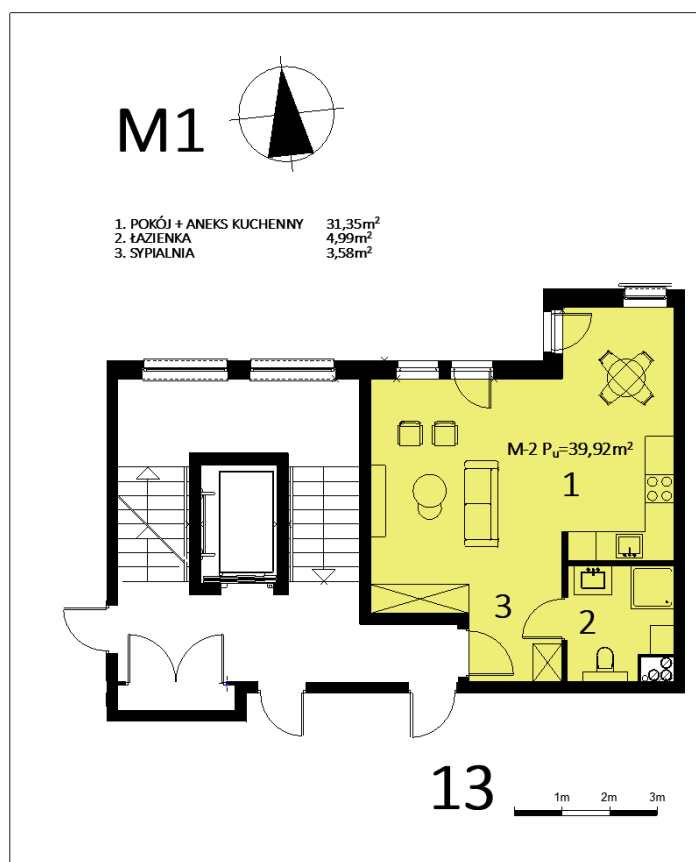 M1
1. POKÓJ + ANEKS KUCHENNY 31,35m²
2. ŁAZIENKA 4,99m²
3. SYPIALNIA 3,58m²
M-2 Pu=39,92m²
1
3
2
13
1m 2m 3m